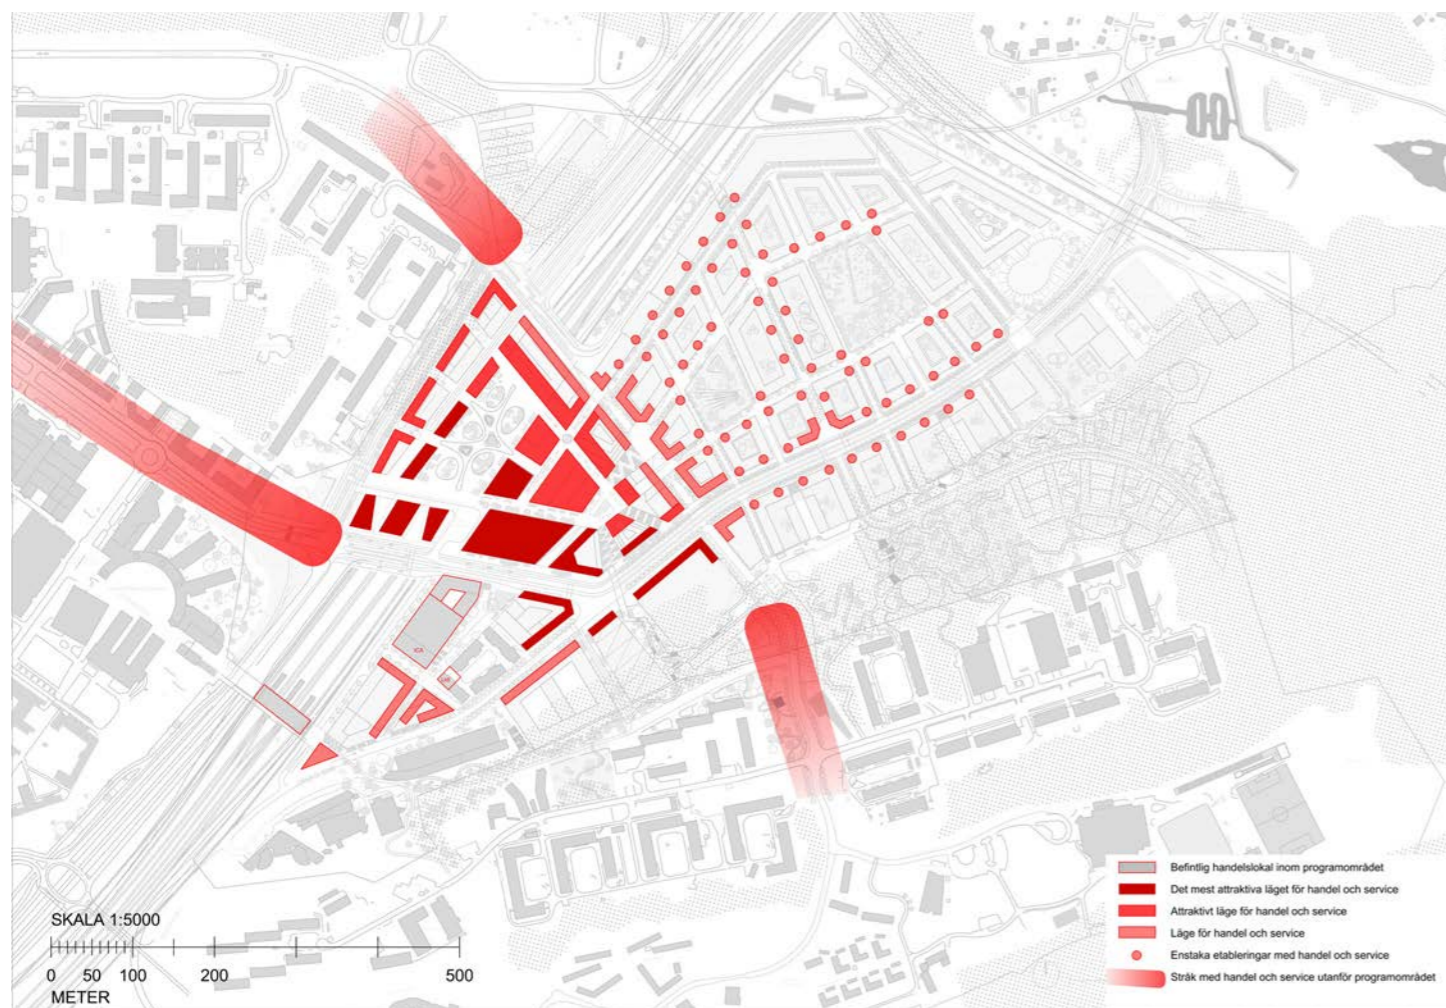 ICA
Befintlig handelslokal inom programområdet
Det mest attraktiva läget för handel och service
Attraktivt läge för handel och service
Läge för handel och service
Enstaka etableringar med handel och service
Stråk med handel och service utanför programområdet
SKALA 1:5000
0 50 100 200 500
METER